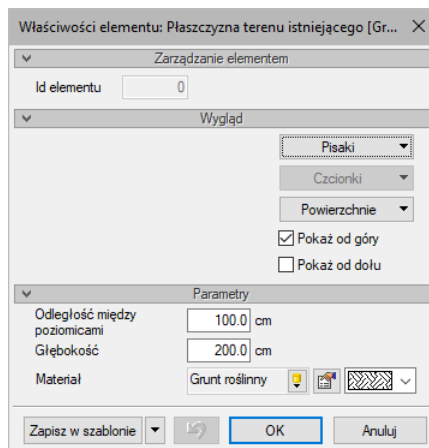 Właściwości elementu: Płaszczyzna terenu istniejącego [Gr...
Zarządzanie elementem
Id elementu 0
Wygląd
Pisaki
Czcionki
Powierzchnie
Pokaż od góry
Pokaż od dołu
Parametry
Odległość między
poziomicami
100.0 cm
Głębokość 200.0 cm
Materiał Grunt roślinny
Zapisz w szablonie OK Anuluj